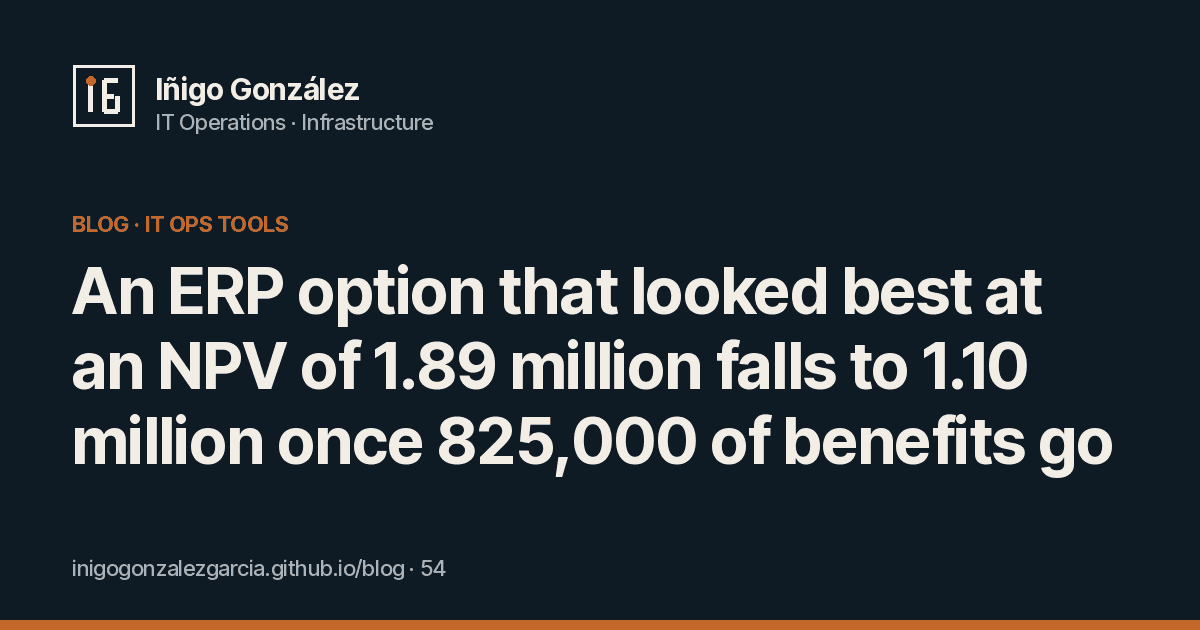 iG
Iñigo González
IT Operations · Infrastructure
BLOG · IT OPS TOOLS
An ERP option that looked best at
an NPV of 1.89 million falls to 1.10
million once 825,000 of benefits go
inigogonzalezgarcia.github.io/blog · 54